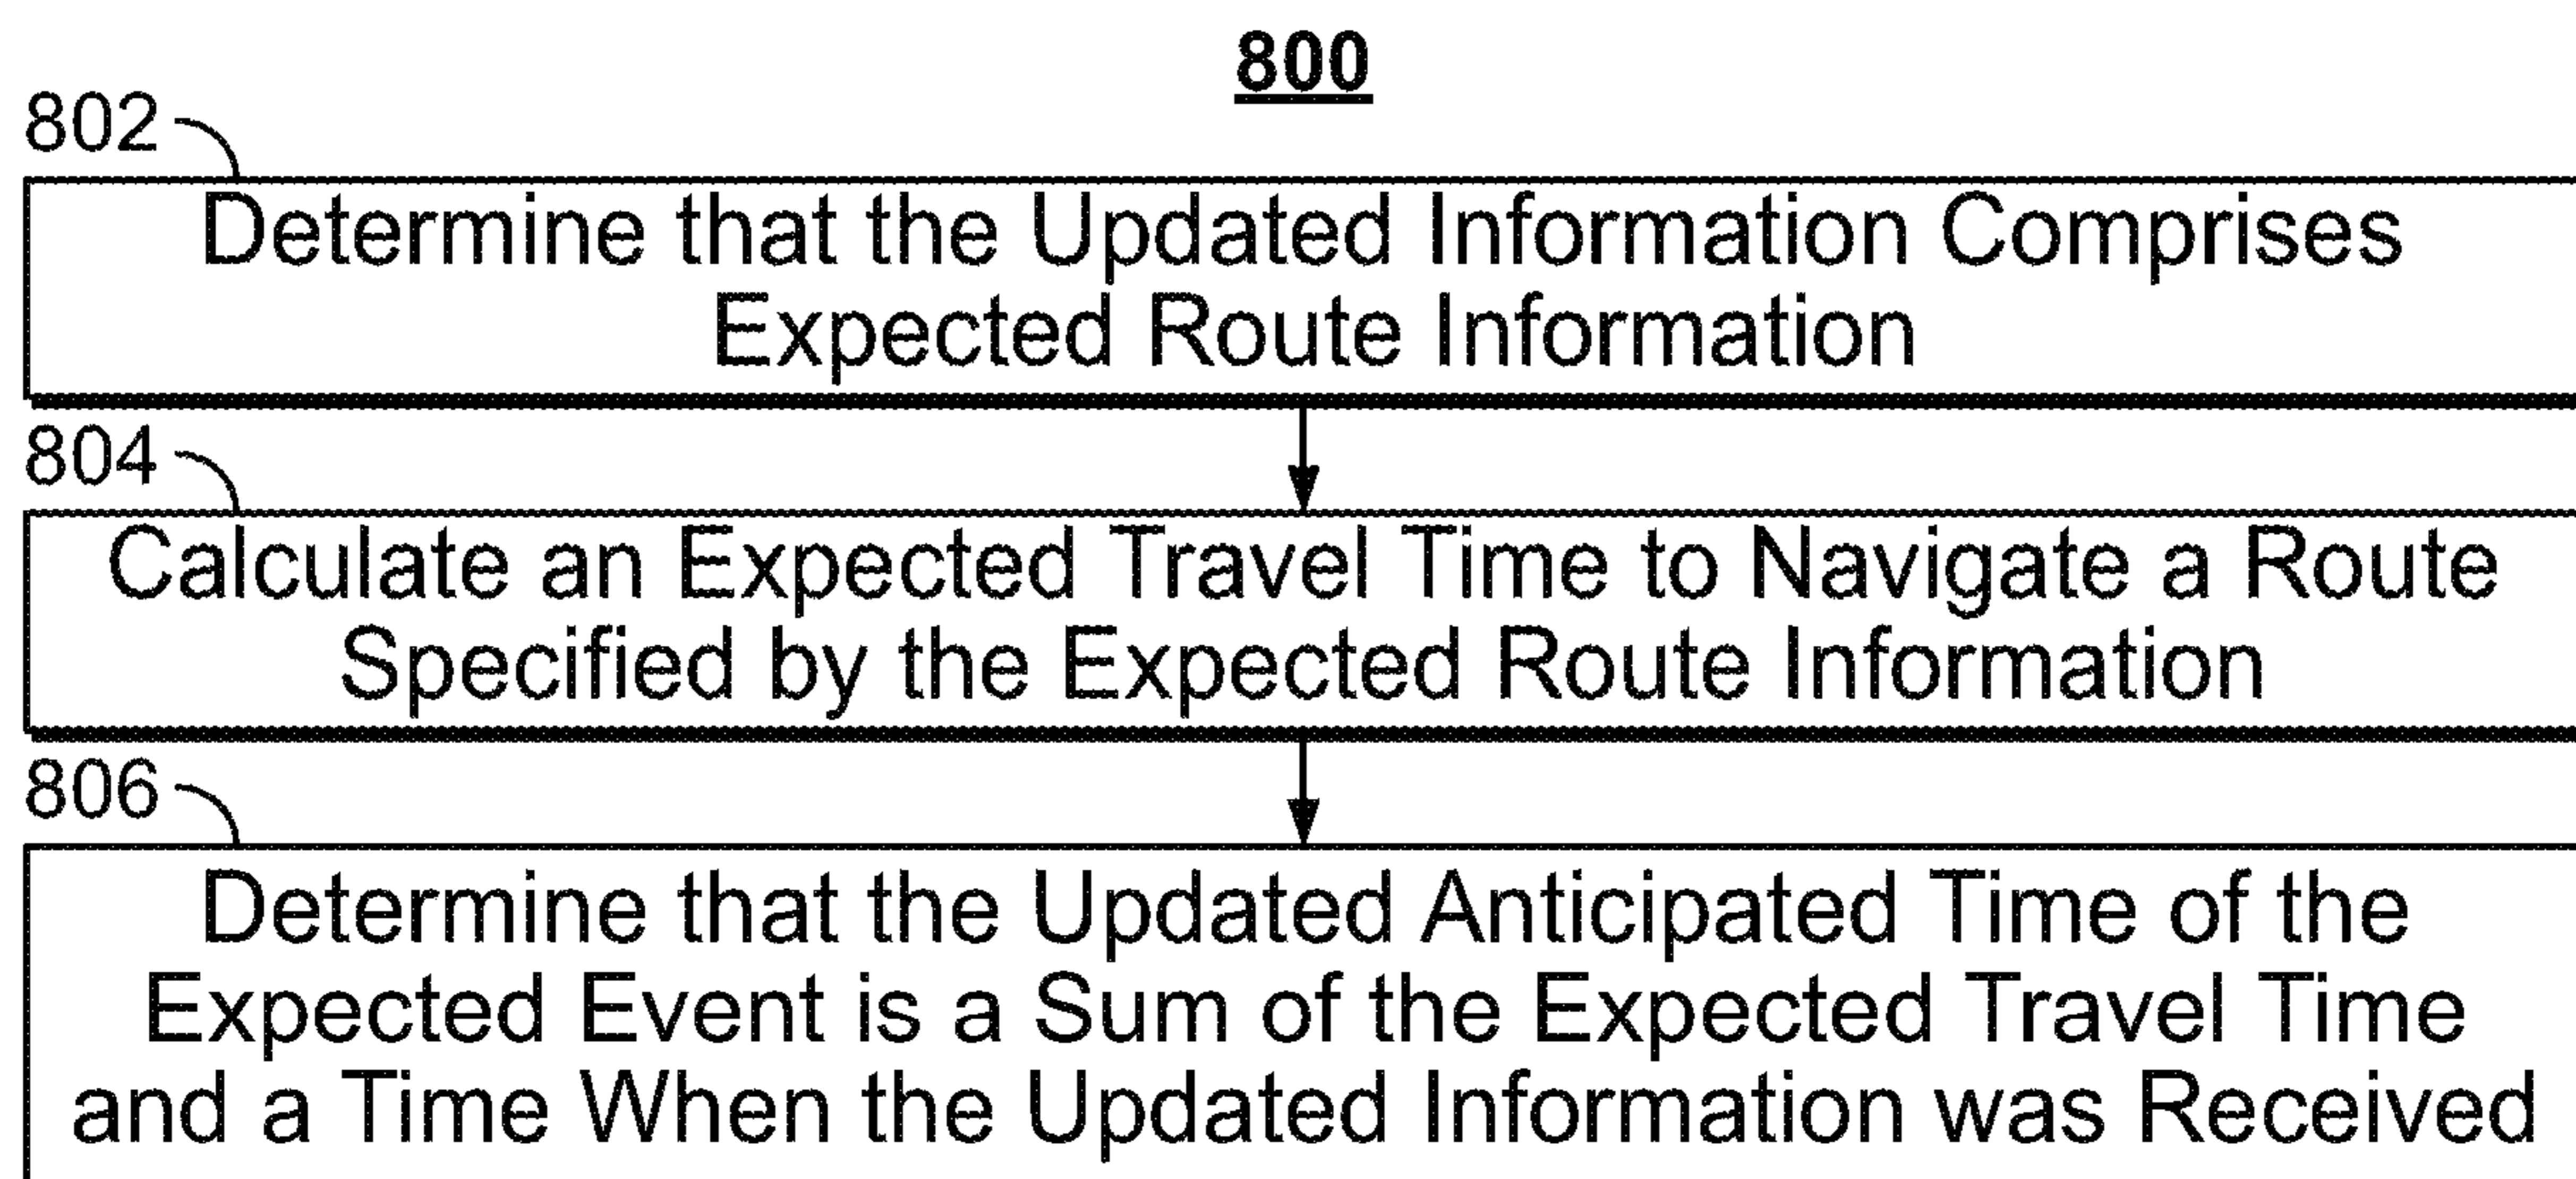 800
802
Determine that the Updated Information Comprises
Expected Route Information
804
Calculate an Expected Travel Time to Navigate a Route
Specified by the Expected Route Information
806
Determine that the Updated Anticipated Time of the
Expected Event is a Sum of the Expected Travel Time
and a Time When the Updated Information was Received